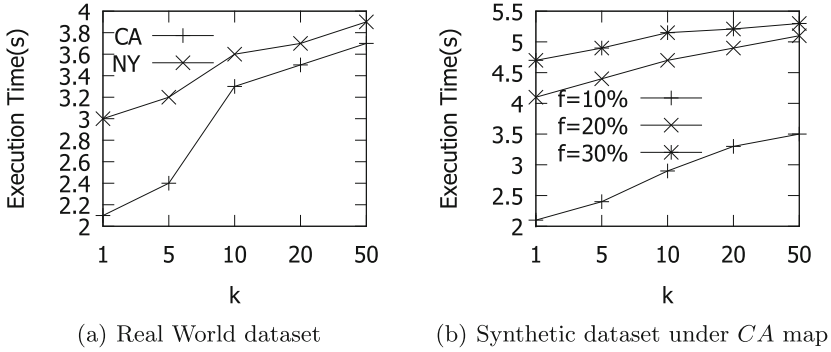 4
3.8
3.6
3.4
3.2
3
2.8
2.6
2.4
2.2
2
Execution Time(s)
CA
NY
1 5 10 20 50
k
(a) Real World dataset
5.5
5
4.5
4
3.5
3
2.5
2
Execution Time(s)
f=10%
f=20%
f=30%
1 5 10 20 50
k
(b) Synthetic dataset under CA map